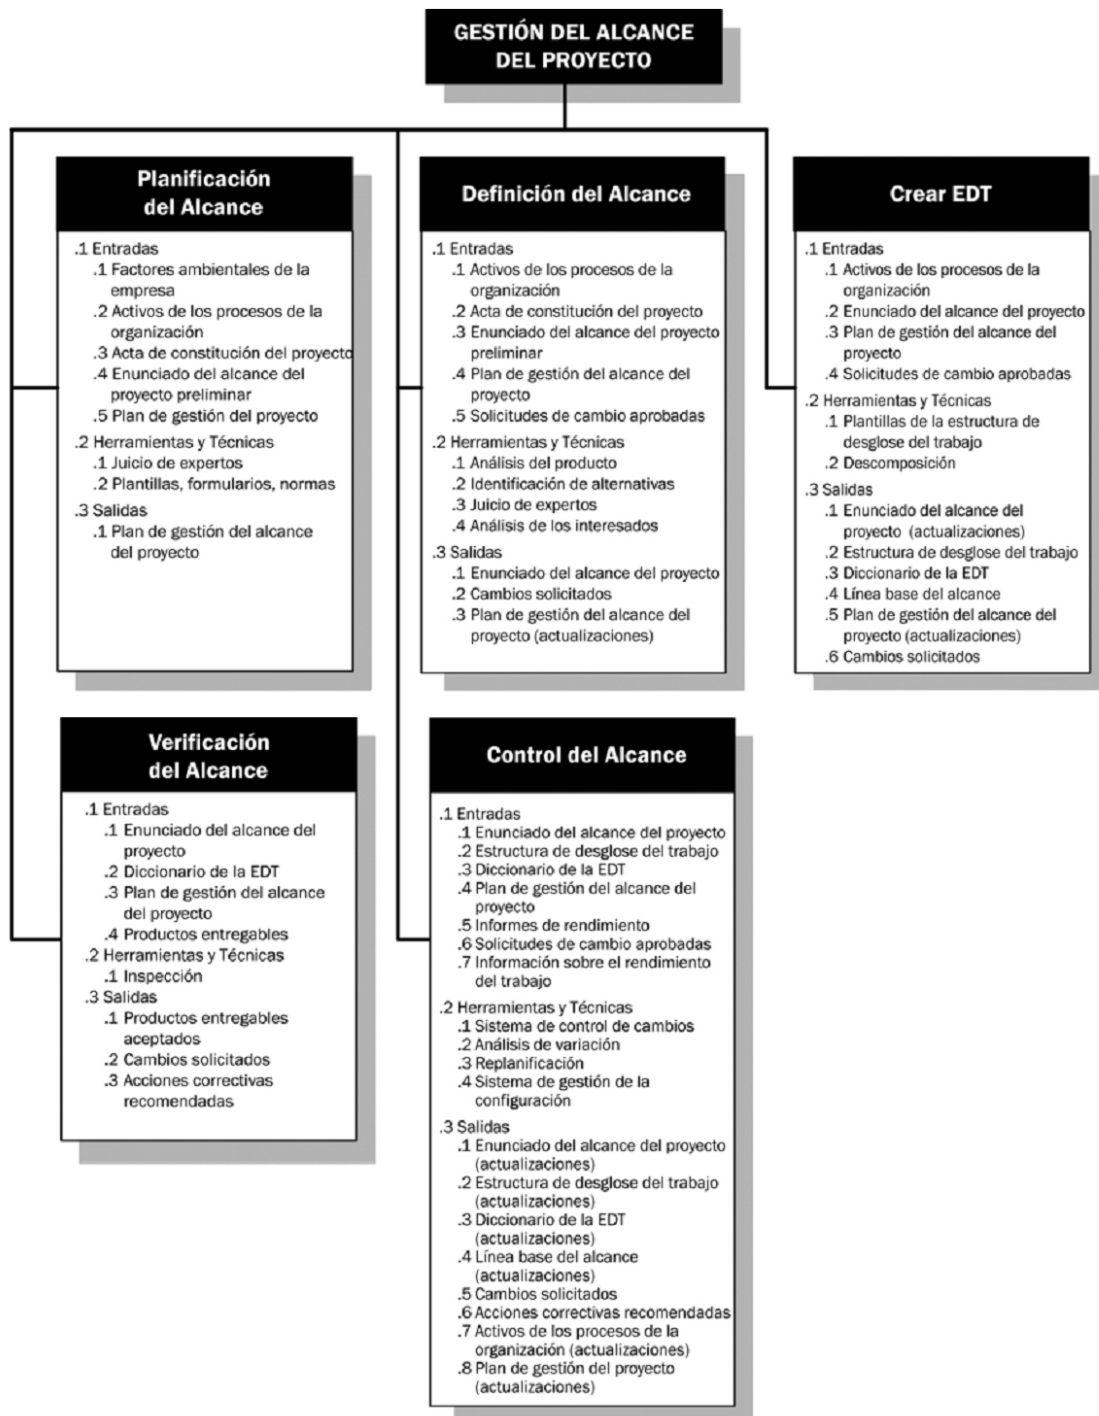 GESTIÓN DEL ALCANCE
DEL PROYECTO
Planificación
del Alcance
.1 Entradas
.1 Factores ambientales de la
empresa
.2 Activos de los procesos de la
organización
.3 Acta de constitución del proyecto
.4 Enunciado del alcance del
proyecto preliminar
.5 Plan de gestión del proyecto
.2 Herramientas y Técnicas
.1 Juicio de expertos
.2 Plantillas, formularios, normas
.3 Salidas
.1 Plan de gestión del alcance
del proyecto
Definición del Alcance
.1 Entradas
.1 Activos de los procesos de la
organización
.2 Acta de constitución del proyecto
.3 Enunciado del alcance del proyecto
preliminar
.4 Plan de gestión del alcance del
proyecto
.5 Solicitudes de cambio aprobadas
.2 Herramientas y Técnicas
.1 Análisis del producto
.2 Identificación de alternativas
.3 Juicio de expertos
.4 Análisis de los interesados
.3 Salidas
.1 Enunciado del alcance del proyecto
.2 Cambios solicitados
.3 Plan de gestión del alcance del
proyecto (actualizaciones)
Crear EDT
.1 Entradas
.1 Activos de los procesos de la
organización
.2 Enunciado del alcance del proyecto
.3 Plan de gestión del alcance del
proyecto
.4 Solicitudes de cambio aprobadas
.2 Herramientas y Técnicas
.1 Plantillas de la estructura de
desglose del trabajo
.2 Descomposición
.3 Salidas
.1 Enunciado del alcance del
proyecto (actualizaciones)
.2 Estructura de desglose del trabajo
.3 Diccionario de la EDT
.4 Línea base del alcance
.5 Plan de gestión del alcance del
proyecto (actualizaciones)
.6 Cambios solicitados
Verificación
del Alcance
.1 Entradas
.1 Enunciado del alcance del
proyecto
.2 Diccionario de la EDT
.3 Plan de gestión del alcance
del proyecto
.4 Productos entregables
.2 Herramientas y Técnicas
.1 Inspección
.3 Salidas
.1 Productos entregables
aceptados
.2 Cambios solicitados
.3 Acciones correctivas
recomendadas
Control del Alcance
.1 Entradas
.1 Enunciado del alcance del proyecto
.2 Estructura de desglose del trabajo
.3 Diccionario de la EDT
.4 Plan de gestión del alcance del
proyecto
.5 Informes de rendimiento
.6 Solicitudes de cambio aprobadas
.7 Información sobre el rendimiento
del trabajo
.2 Herramientas y Técnicas
.1 Sistema de control de cambios
.2 Análisis de variación
.3 Replanificación
.4 Sistema de gestión de la
configuración
.3 Salidas
.1 Enunciado del alcance del proyecto
(actualizaciones)
.2 Estructura de desglose del trabajo
(actualizaciones)
.3 Diccionario de la EDT
(actualizaciones)
.4 Línea base del alcance
(actualizaciones)
.5 Cambios solicitados
.6 Acciones correctivas recomendadas
.7 Activos de los procesos de la
organización (actualizaciones)
.8 Plan de gestión del proyecto
(actualizaciones)